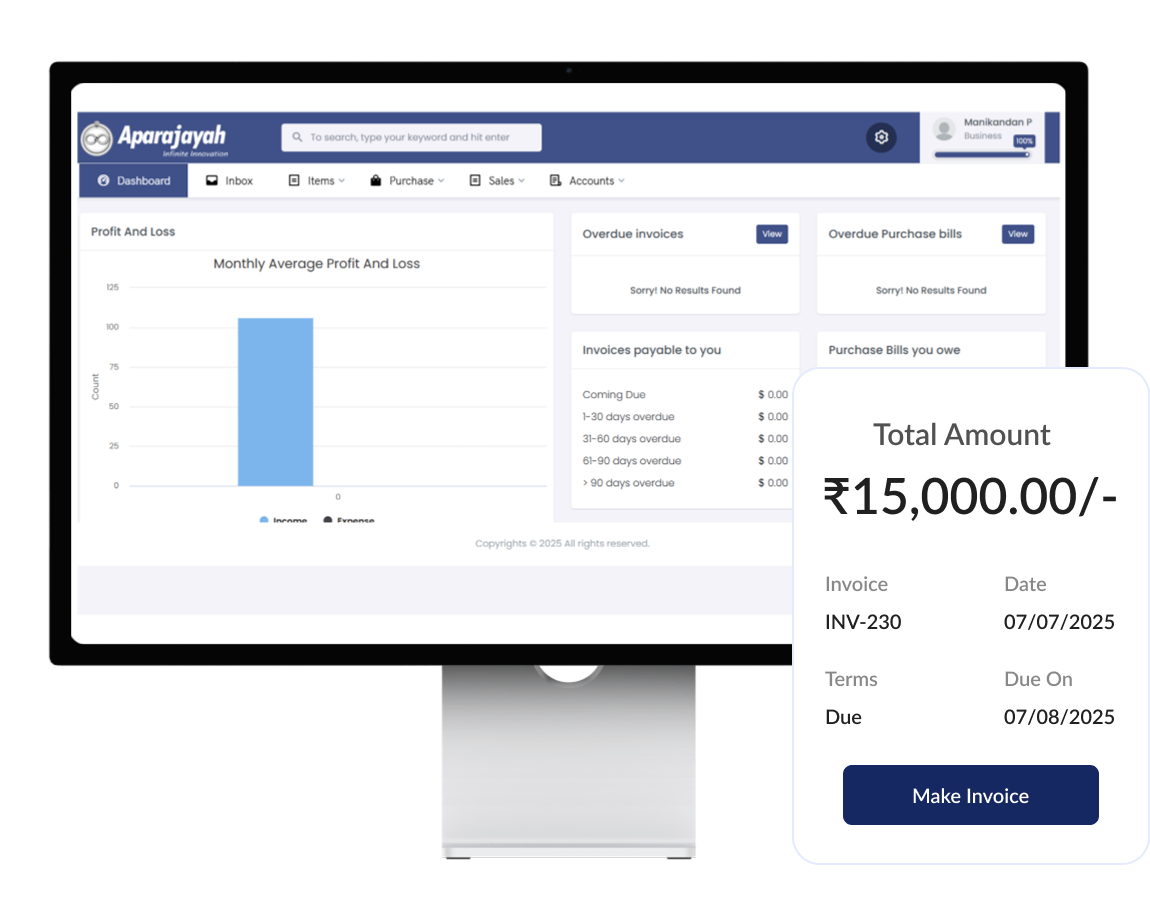 Aparajayah
Infinite Innovation
To search, type your keyword and hit enter
Manikandan P
Business
100%
Dashboard
Inbox
Items
Purchase
Sales
Accounts
Profit And Loss
Monthly Average Profit And Loss
125
100
75
50
25
0
Count
0
Income
Expense
Overdue invoices
View
Sorry! No Results Found
Overdue Purchase bills
View
Sorry! No Results Found
Invoices payable to you
Coming Due $ 0.00
1-30 days overdue $ 0.00
31-60 days overdue $ 0.00
61-90 days overdue $ 0.00
> 90 days overdue $ 0.00
Purchase Bills you owe
Copyrights © 2025 All rights reserved.
Total Amount
₹15,000.00/-
Invoice
INV-230
Date
07/07/2025
Terms
Due
Due On
07/08/2025
Make Invoice